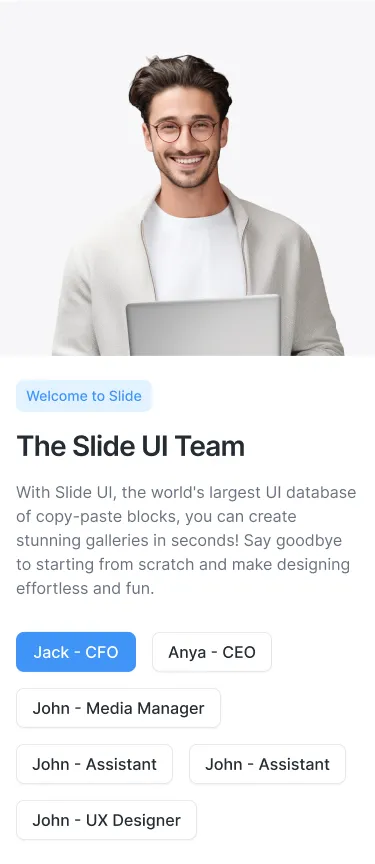 Welcome to Slide
The Slide UI Team
With Slide UI, the world's largest UI database
of copy-paste blocks, you can create
stunning galleries in seconds! Say goodbye
to starting from scratch and make designing
effortless and fun.
Jack - CFO
Anya - CEO
John - Media Manager
John - Assistant
John - Assistant
John - UX Designer